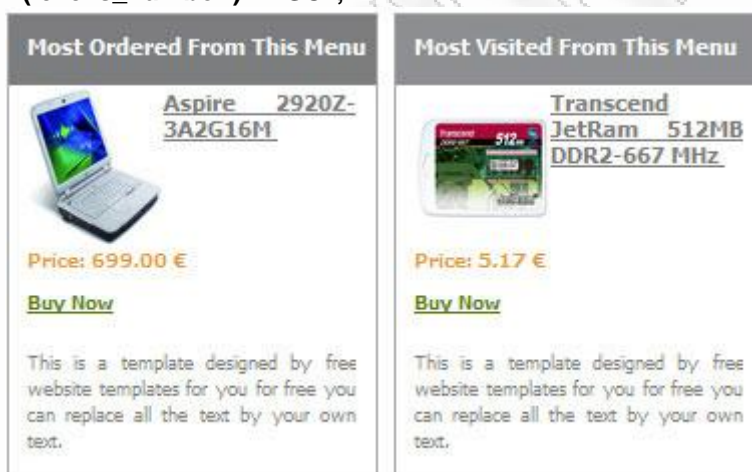 Most Ordered From This Menu
Aspire 2920Z-
3A2G16M
Price: 699.00 €
Buy Now
This is a template designed by free
website templates for you for free you
can replace all the text by your own
text.
Most Visited From This Menu
Transcend
JetRam 512MB
DDR2-667 MHz
512
Price: 5.17 €
Buy Now
This is a template designed by free
website templates for you for free you
can replace all the text by your own
text.